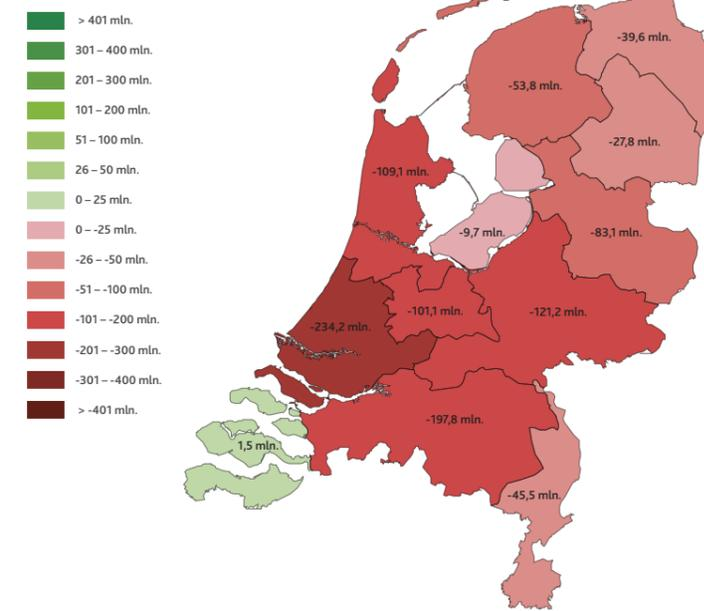 > 401 mln.
301 – 400 mln.
201 – 300 mln.
101 – 200 mln.
51 – 100 mln.
26 – 50 mln.
0 – 25 mln.
0 – -25 mln.
-26 – -50 mln.
-51 – -100 mln.
-101 – -200 mln.
-201 – -300 mln.
-301 – -400 mln.
> -401 mln.
-39,6 mln.
-53,8 mln.
-27,8 mln.
-109,1 mln.
-9,7 mln.
-83,1 mln.
-101,1 mln.
-121,2 mln.
-234,2 mln.
-197,8 mln.
1,5 mln.
-45,5 mln.